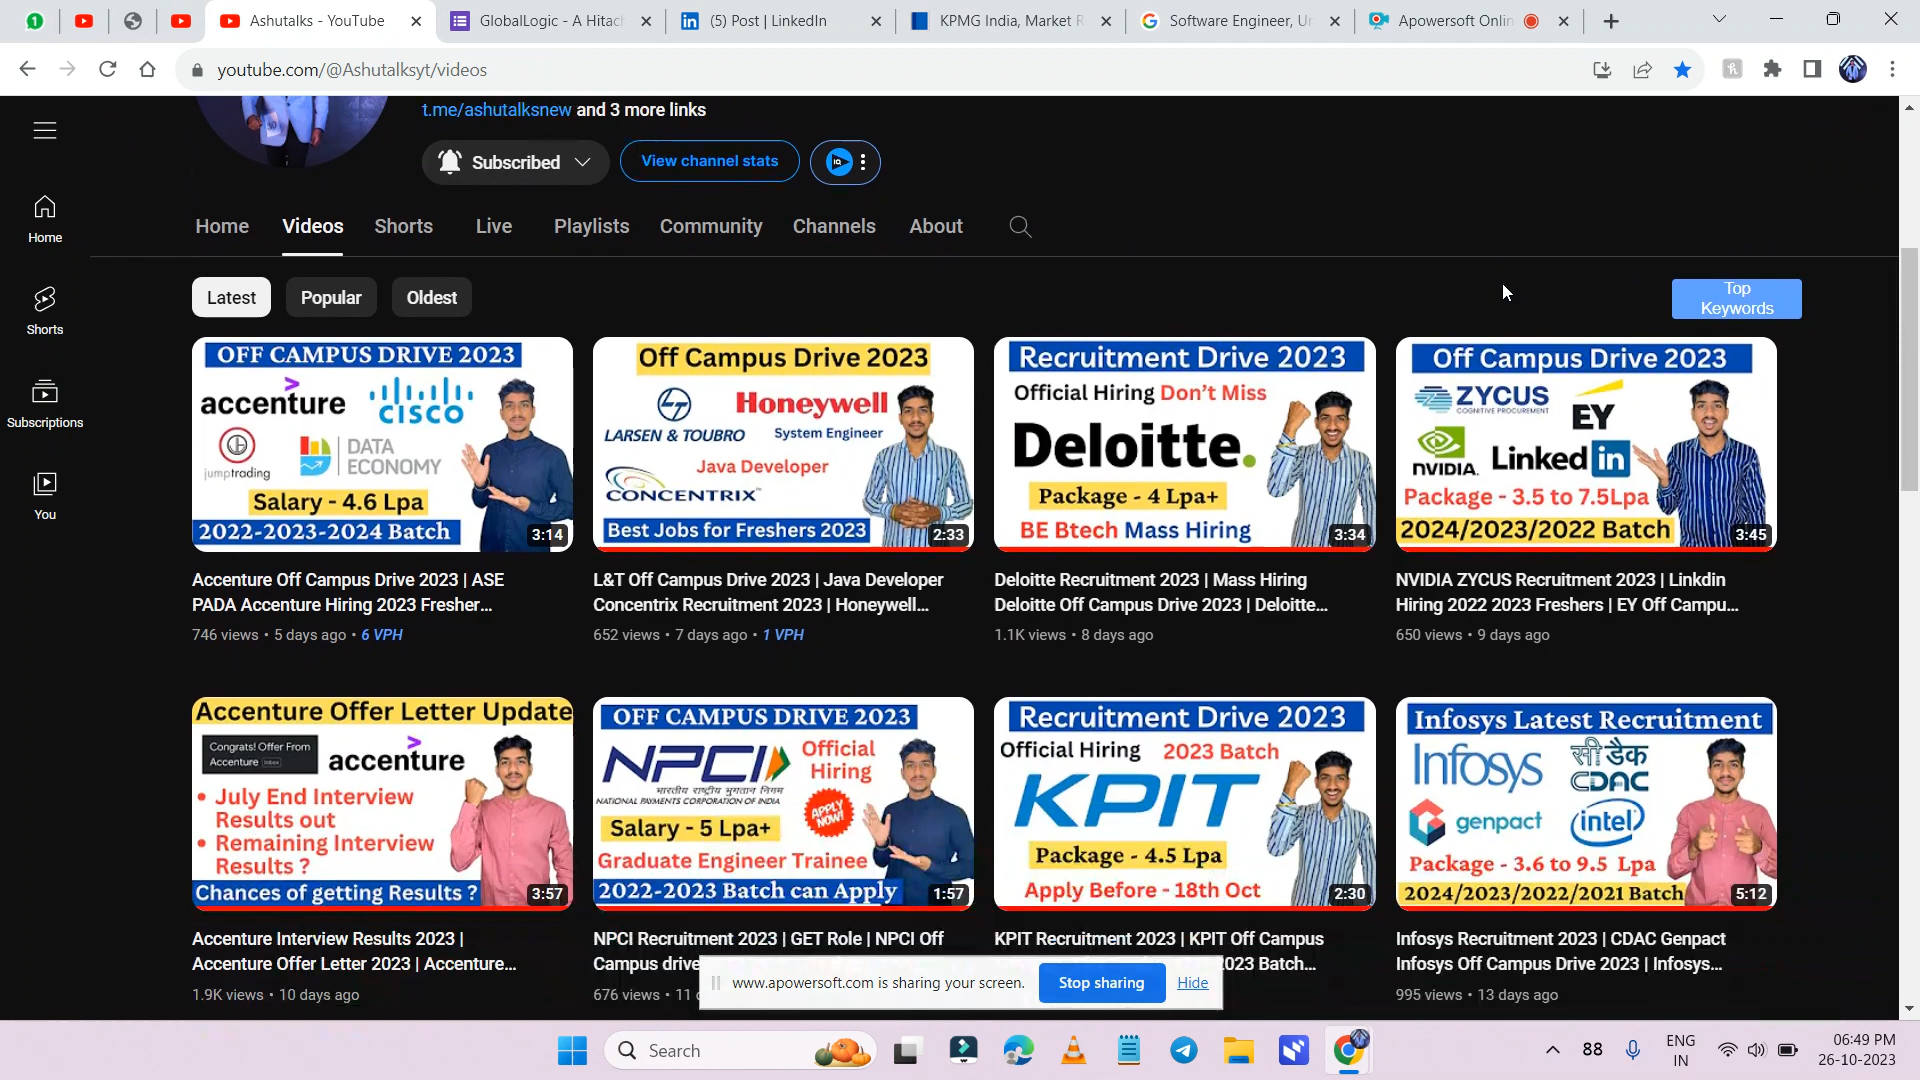 Ashutalks - YouTube
GlobalLogic - A Hitach
(5) Post | LinkedIn
KPMG India, Market R
Software Engineer, Un
Apowersoft Onlin
youtube.com/@Ashutalksyt/videos
t.me/ashutalksnew and 3 more links
Subscribed
View channel stats
Home
Videos
Shorts
Live
Playlists
Community
Channels
About
Home
Shorts
Subscriptions
You
Latest
Popular
Oldest
Top
Keywords
OFF CAMPUS DRIVE 2023
accenture
CISCO
jumptrading
DATA
ECONOMY
Salary - 4.6 Lpa
2022-2023-2024 Batch
3:14
Off Campus Drive 2023
LARSEN & TOUBRO
Honeywell
System Engineer
Java Developer
CONCENTRIX
Best Jobs for Freshers 2023
2:33
Recruitment Drive 2023
Official Hiring Don't Miss
Deloitte.
Package - 4 Lpa+
BE Btech Mass Hiring
3:34
Off Campus Drive 2023
ZYCUS
COGNITIVE PROCUREMENT
EY
NVIDIA
Linked in
Package - 3.5 to 7.5Lpa
2024/2023/2022 Batch
3:45
Accenture Off Campus Drive 2023 | ASE
PADA Accenture Hiring 2023 Fresher...
746 views • 5 days ago • 6 VPH
L&T Off Campus Drive 2023 | Java Developer
Concentrix Recruitment 2023 | Honeywell...
652 views • 7 days ago • 1 VPH
Deloitte Recruitment 2023 | Mass Hiring
Deloitte Off Campus Drive 2023 | Deloitte...
1.1K views • 8 days ago
NVIDIA ZYCUS Recruitment 2023 | Linkdin
Hiring 2022 2023 Freshers | EY Off Campu...
650 views • 9 days ago
Accenture Offer Letter Update
Congrats! Offer From
Accenture Inbox
accenture
• July End Interview
Results out
• Remaining Interview
Results ?
Chances of getting Results ?
3:57
OFF CAMPUS DRIVE 2023
NPCI
भारतीय राष्ट्रीय भुगतान निगम
NATIONAL PAYMENTS CORPORATION OF INDIA
Official
Hiring
APPLY
NOW!
Salary - 5 Lpa+
Graduate Engineer Trainee
2022-2023 Batch can Apply
1:57
Recruitment Drive 2023
Official Hiring 2023 Batch
KPIT
Package - 4.5 Lpa
Apply Before - 18th Oct
2:30
Infosys Latest Recruitment
Infosys
सी डैक
CDAC
genpact
intel
Package - 3.6 to 9.5 Lpa
2024/2023/2022/2021 Batch
5:12
Accenture Interview Results 2023 |
Accenture Offer Letter 2023 | Accenture...
1.9K views • 10 days ago
NPCI Recruitment 2023 | GET Role | NPCI Off
Campus drive
676 views • 11 d
KPIT Recruitment 2023 | KPIT Off Campus
2023 Batch...
Infosys Recruitment 2023 | CDAC Genpact
Infosys Off Campus Drive 2023 | Infosys...
995 views • 13 days ago
www.apowersoft.com is sharing your screen.
Stop sharing
Hide
Search
88
ENG
IN
06:49 PM
26-10-2023